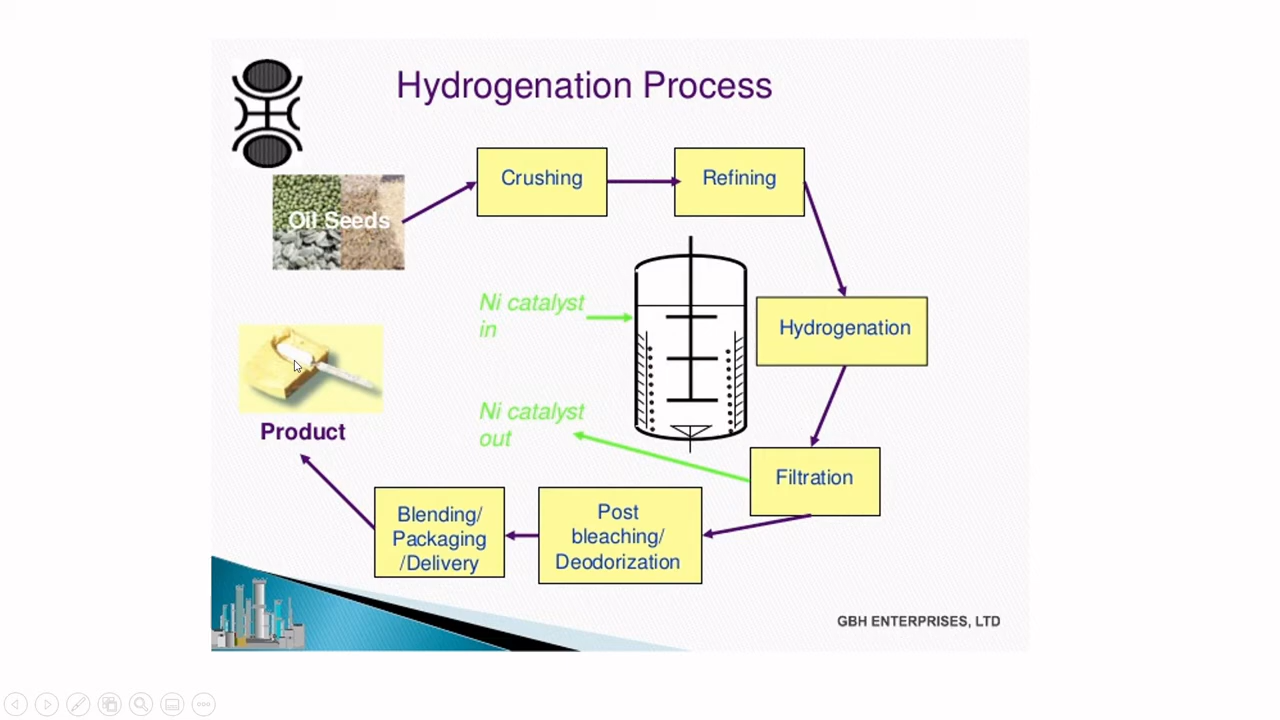 Hydrogenation Process
Crushing
Refining
Oil Seeds
Ni catalyst
in
Hydrogenation
Ni catalyst
out
Product
Filtration
Post
bleaching/
Deodorization
Blending/
Packaging
/Delivery
GBH ENTERPRISES, LTD